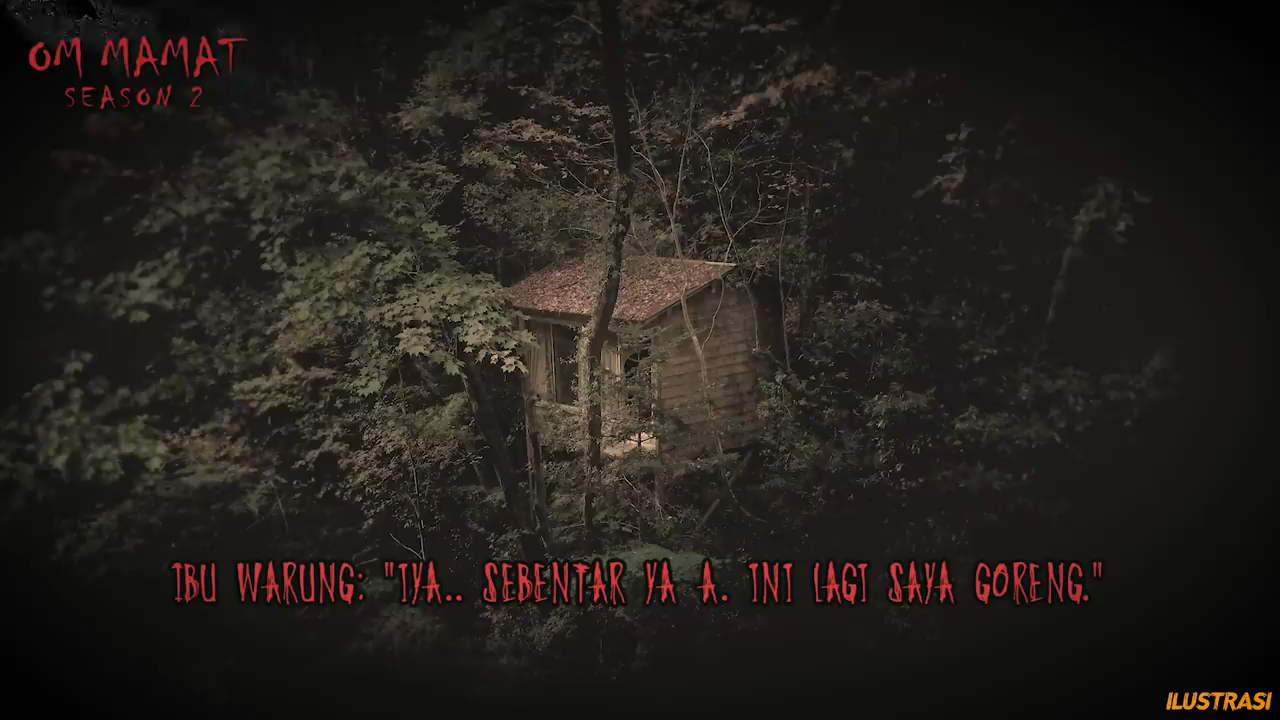 OM MAMAT
SEASON 2
IBU WARUNG: "IYA.. SEBENTAR YA A. INI LAGI SAYA GORENG."
ILUSTRASI